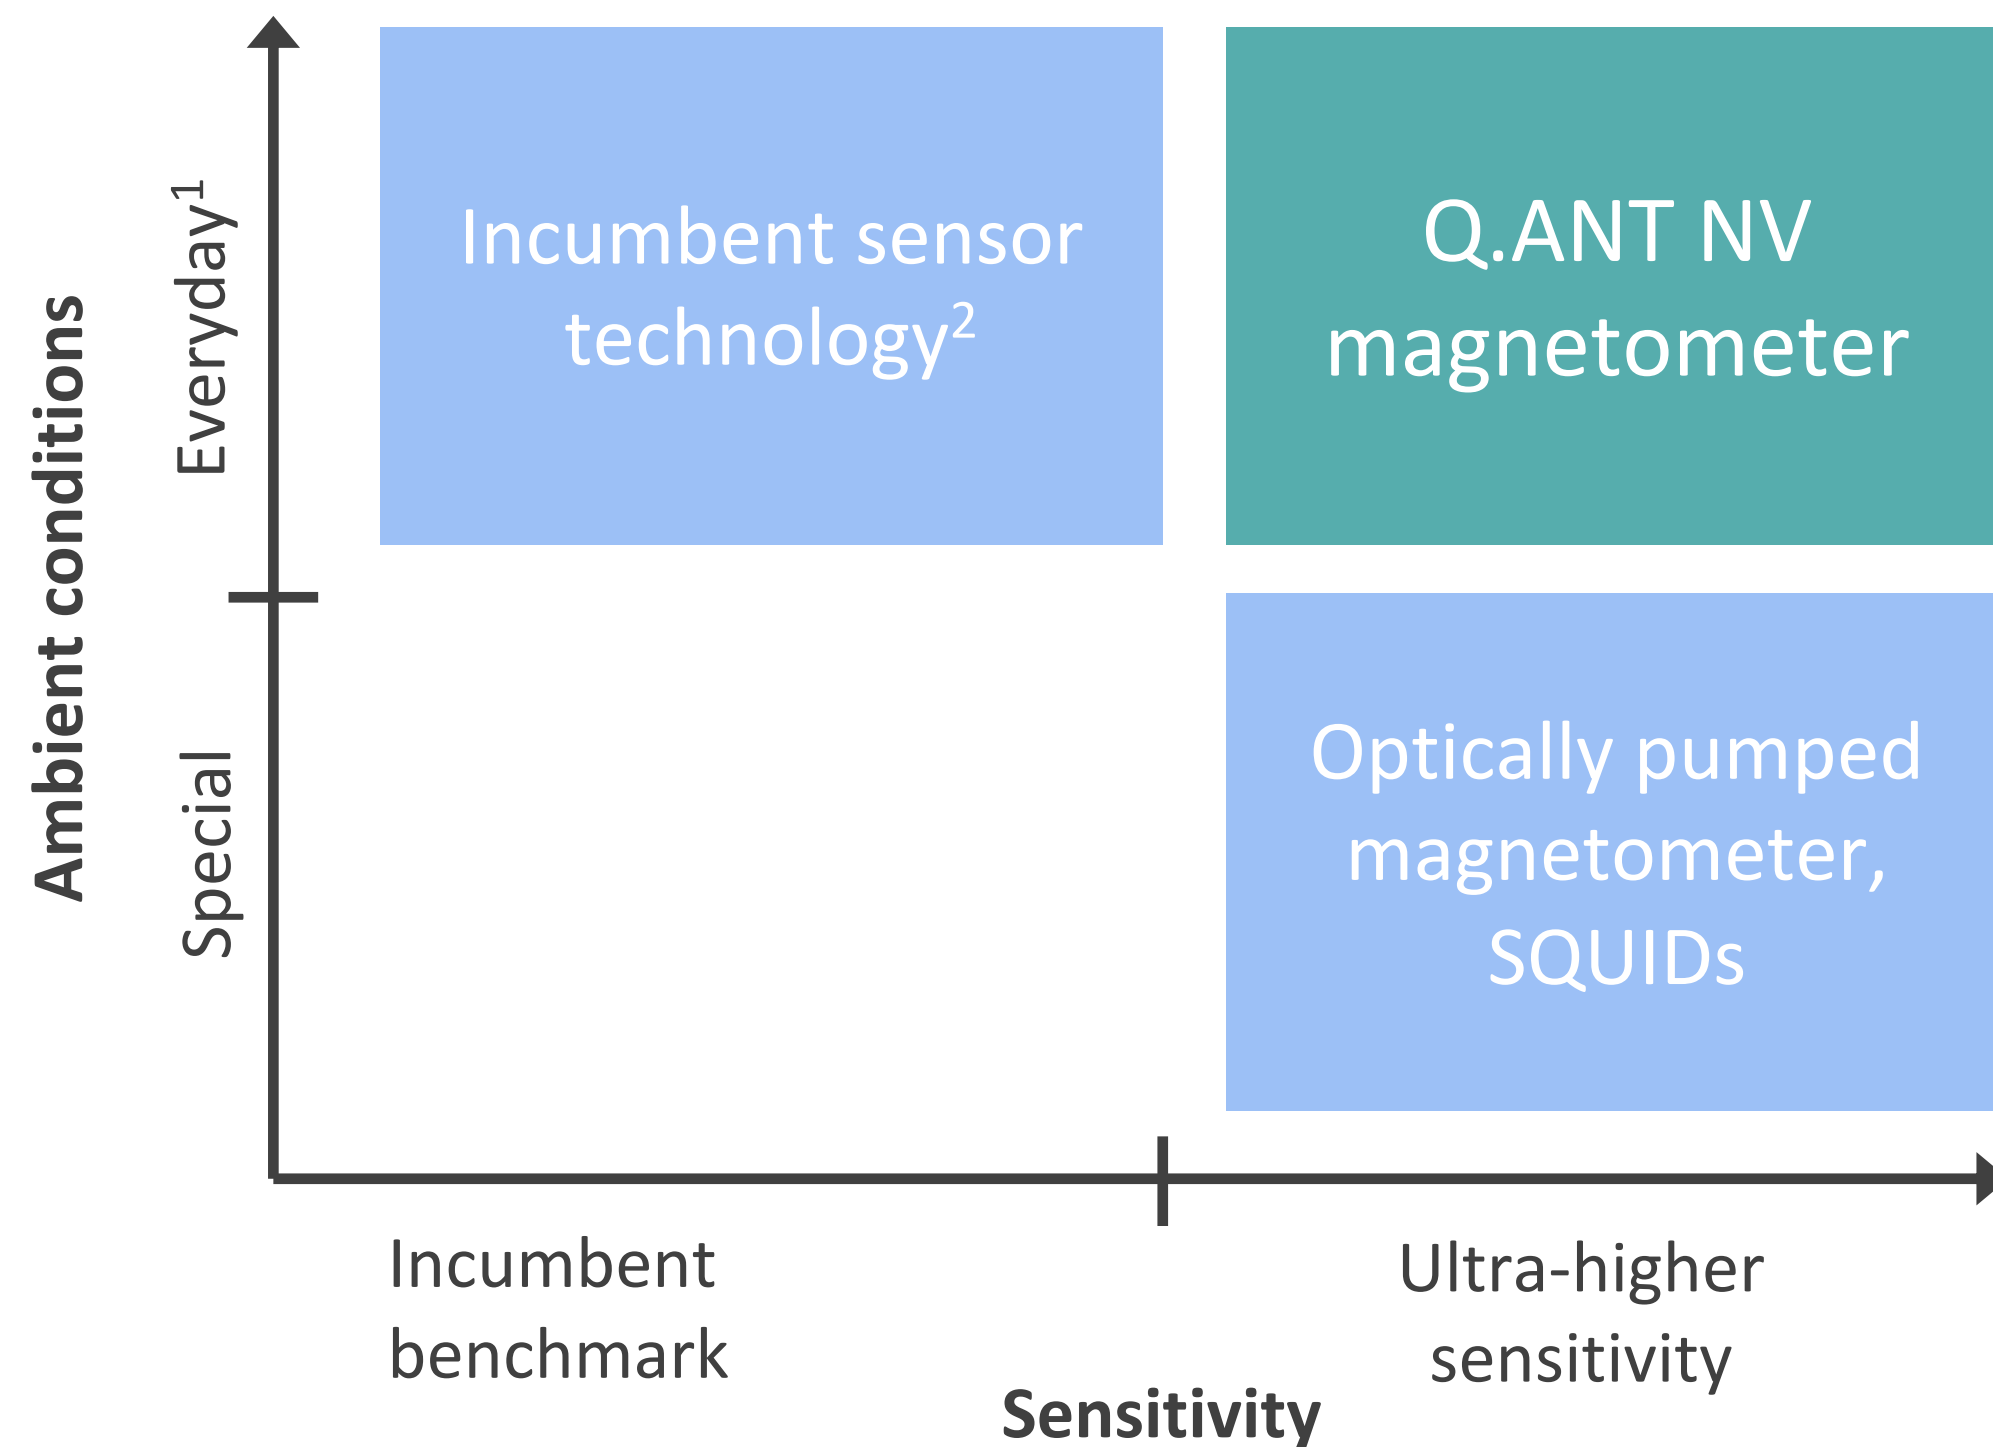 Ambient conditions
Everyday¹
Special
Incumbent sensor
technology²
Q.ANT NV
magnetometer
Optically pumped
magnetometer,
SQUIDs
Incumbent
benchmark
Ultra-higher
sensitivity
Sensitivity